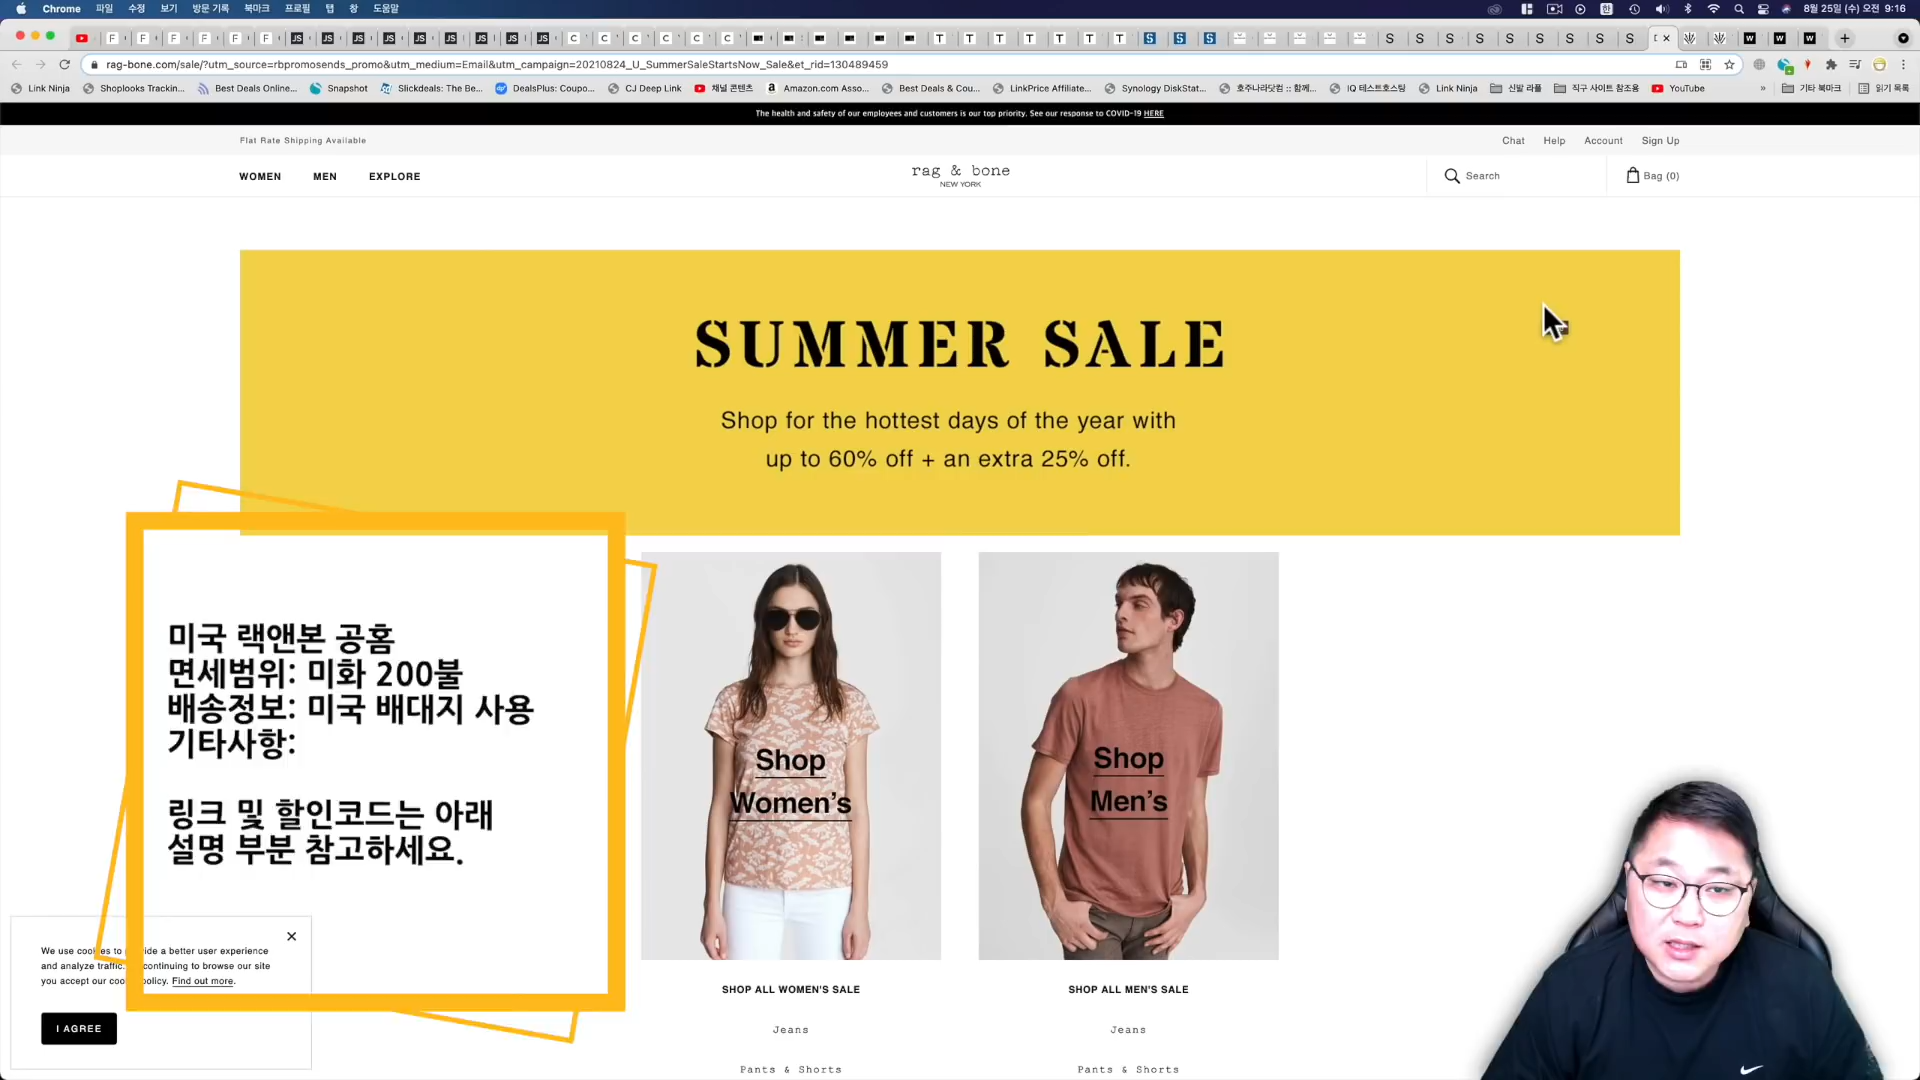 Chrome 파일 수정 보기 방문 기록 북마크 프로필 탭 창 도움말
8월 25일 (수) 오전 9:16
rag-bone.com/sale/?utm_source=rbpromosends_promo&utm_medium=Email&utm_campaign=20210824_U_SummerSaleStartsNow_Sale&et_rid=130489459
Link Ninja Shoplooks Trackin... Best Deals Online... Snapshot Slickdeals: The Be... DealsPlus: Coupo... CJ Deep Link 채널 콘텐츠 Amazon.com Asso... Best Deals & Cou... LinkPrice Affiliate... Synology DiskStat... 호주나라닷컴 :: 함께... IQ 테스트호스팅 Link Ninja 신발 라플 직구 사이트 참조용 YouTube » 기타 북마크 읽기 목록
The health and safety of our employees and customers is our top priority. See our response to COVID-19 HERE
Flat Rate Shipping Available
Chat Help Account Sign Up
WOMEN MEN EXPLORE
rag & bone
NEW YORK
Search
Bag (0)
SUMMER SALE
Shop for the hottest days of the year with
up to 60% off + an extra 25% off.
미국 랙앤본 공홈
면세범위: 미화 200불
배송정보: 미국 배대지 사용
기타사항:
링크 및 할인코드는 아래
설명 부분 참고하세요.
Shop
Women's
Shop
Men's
We use cookies to ide a better user experience
and analyze traffic. continuing to browse our site
you accept our coo policy. Find out more.
I AGREE
SHOP ALL WOMEN'S SALE
Jeans
Pants & Shorts
SHOP ALL MEN'S SALE
Jeans
Pants & Shorts